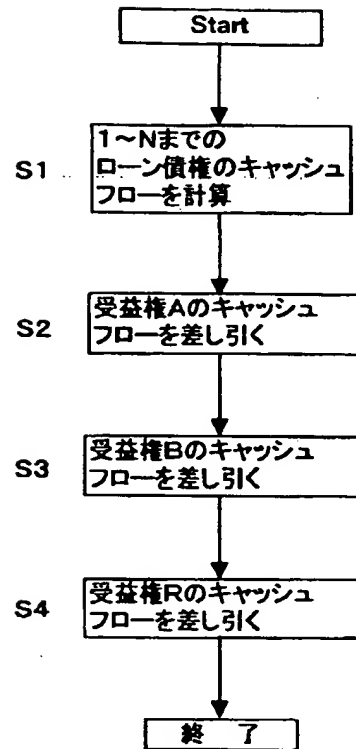 Start
S1
1～Nまでの
ローン債権のキャッシュ
フローを計算
S2
受益権Aのキャッシュ
フローを差し引く
S3
受益権Bのキャッシュ
フローを差し引く
S4
受益権Rのキャッシュ
フローを差し引く
終　了